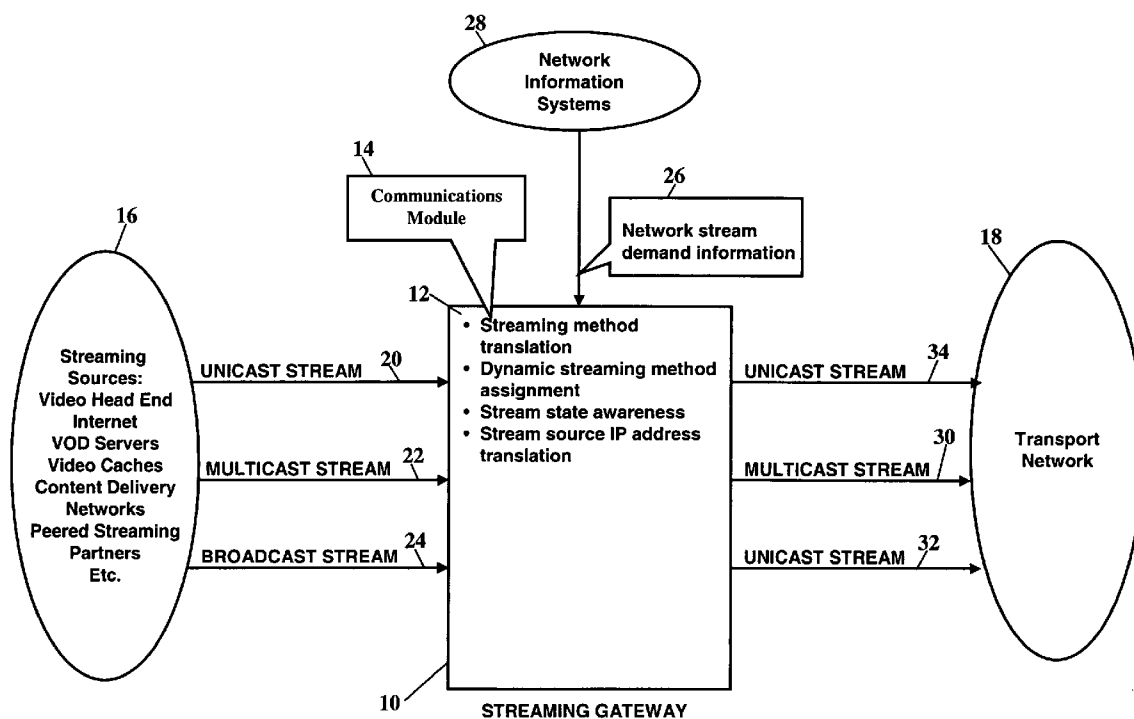 28
Network
Information
Systems
14
Communications
Module
26
Network stream
demand information
16
Streaming
Sources:
Video Head End
Internet
VOD Servers
Video Caches
Content Delivery
Networks
Peered Streaming
Partners
Etc.
UNICAST STREAM
20
MULTICAST STREAM
22
BROADCAST STREAM
24
12
• Streaming method
translation
• Dynamic streaming method
assignment
• Stream state awareness
• Stream source IP address
translation
10
STREAMING GATEWAY
UNICAST STREAM
34
MULTICAST STREAM
30
UNICAST STREAM
32
18
Transport
Network